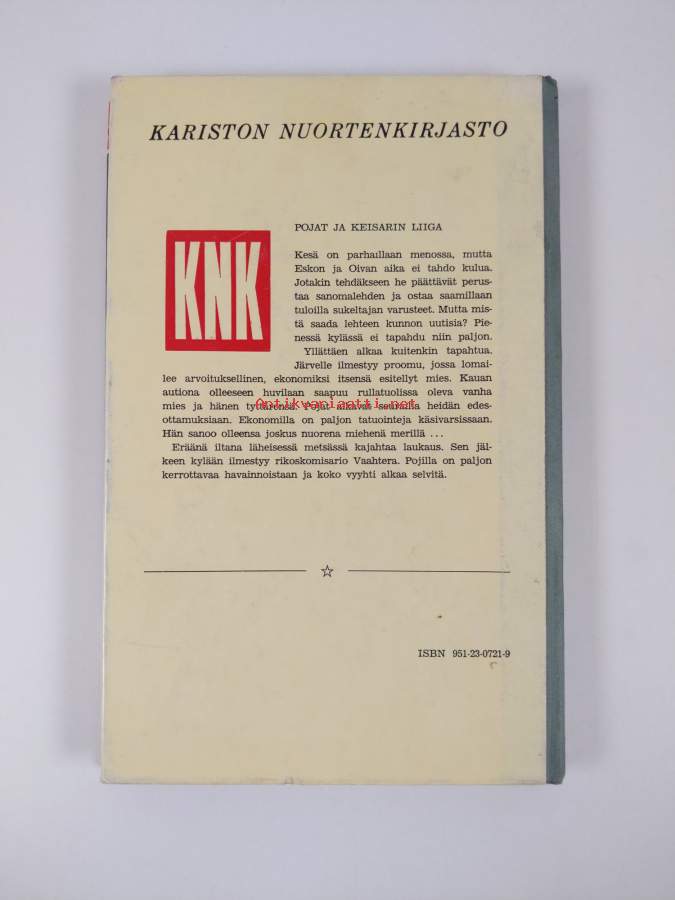 KARISTON NUORTENKIRJASTO
KNK
POJAT JA KEISARIN LIIGA
Kesä on parhaillaan menossa, mutta
Eskon ja Oivan aika ei tahdo kulua.
Jotakin tehdäkseen he päättävät perus-
taa sanomalehden ja ostaa saamillaan
tuloilla sukeltajan varusteet. Mutta mis-
tä saada lehteen kunnon uutisia? Pie-
nessä kylässä ei tapahdu niin paljon.
Yllättäen alkaa kuitenkin tapahtua.
Järvelle ilmestyy proomu, jossa lomai-
lee arvoituksellinen, ekonomiksi itsensä esitellyt mies. Kauan
autiona olleeseen huvilaan saapuu rullatuolissa oleva vanha
mies ja hänen tyttärensä. Pojat alkavat seurailla heidän edes-
Antikvariaatti.net
ottamuksiaan. Ekonomilla on paljon tatuointeja käsivarsissaan.
Hän sanoo olleensa joskus nuorena miehenä merillä ...
Eräänä iltana läheisessä metsässä kajahtaa laukaus. Sen jäl-
keen kylään ilmestyy rikoskomisario Vaahtera. Pojilla on paljon
kerrottavaa havainnoistaan ja koko vyyhti alkaa selvitä.
ISBN 951-23-0721-9